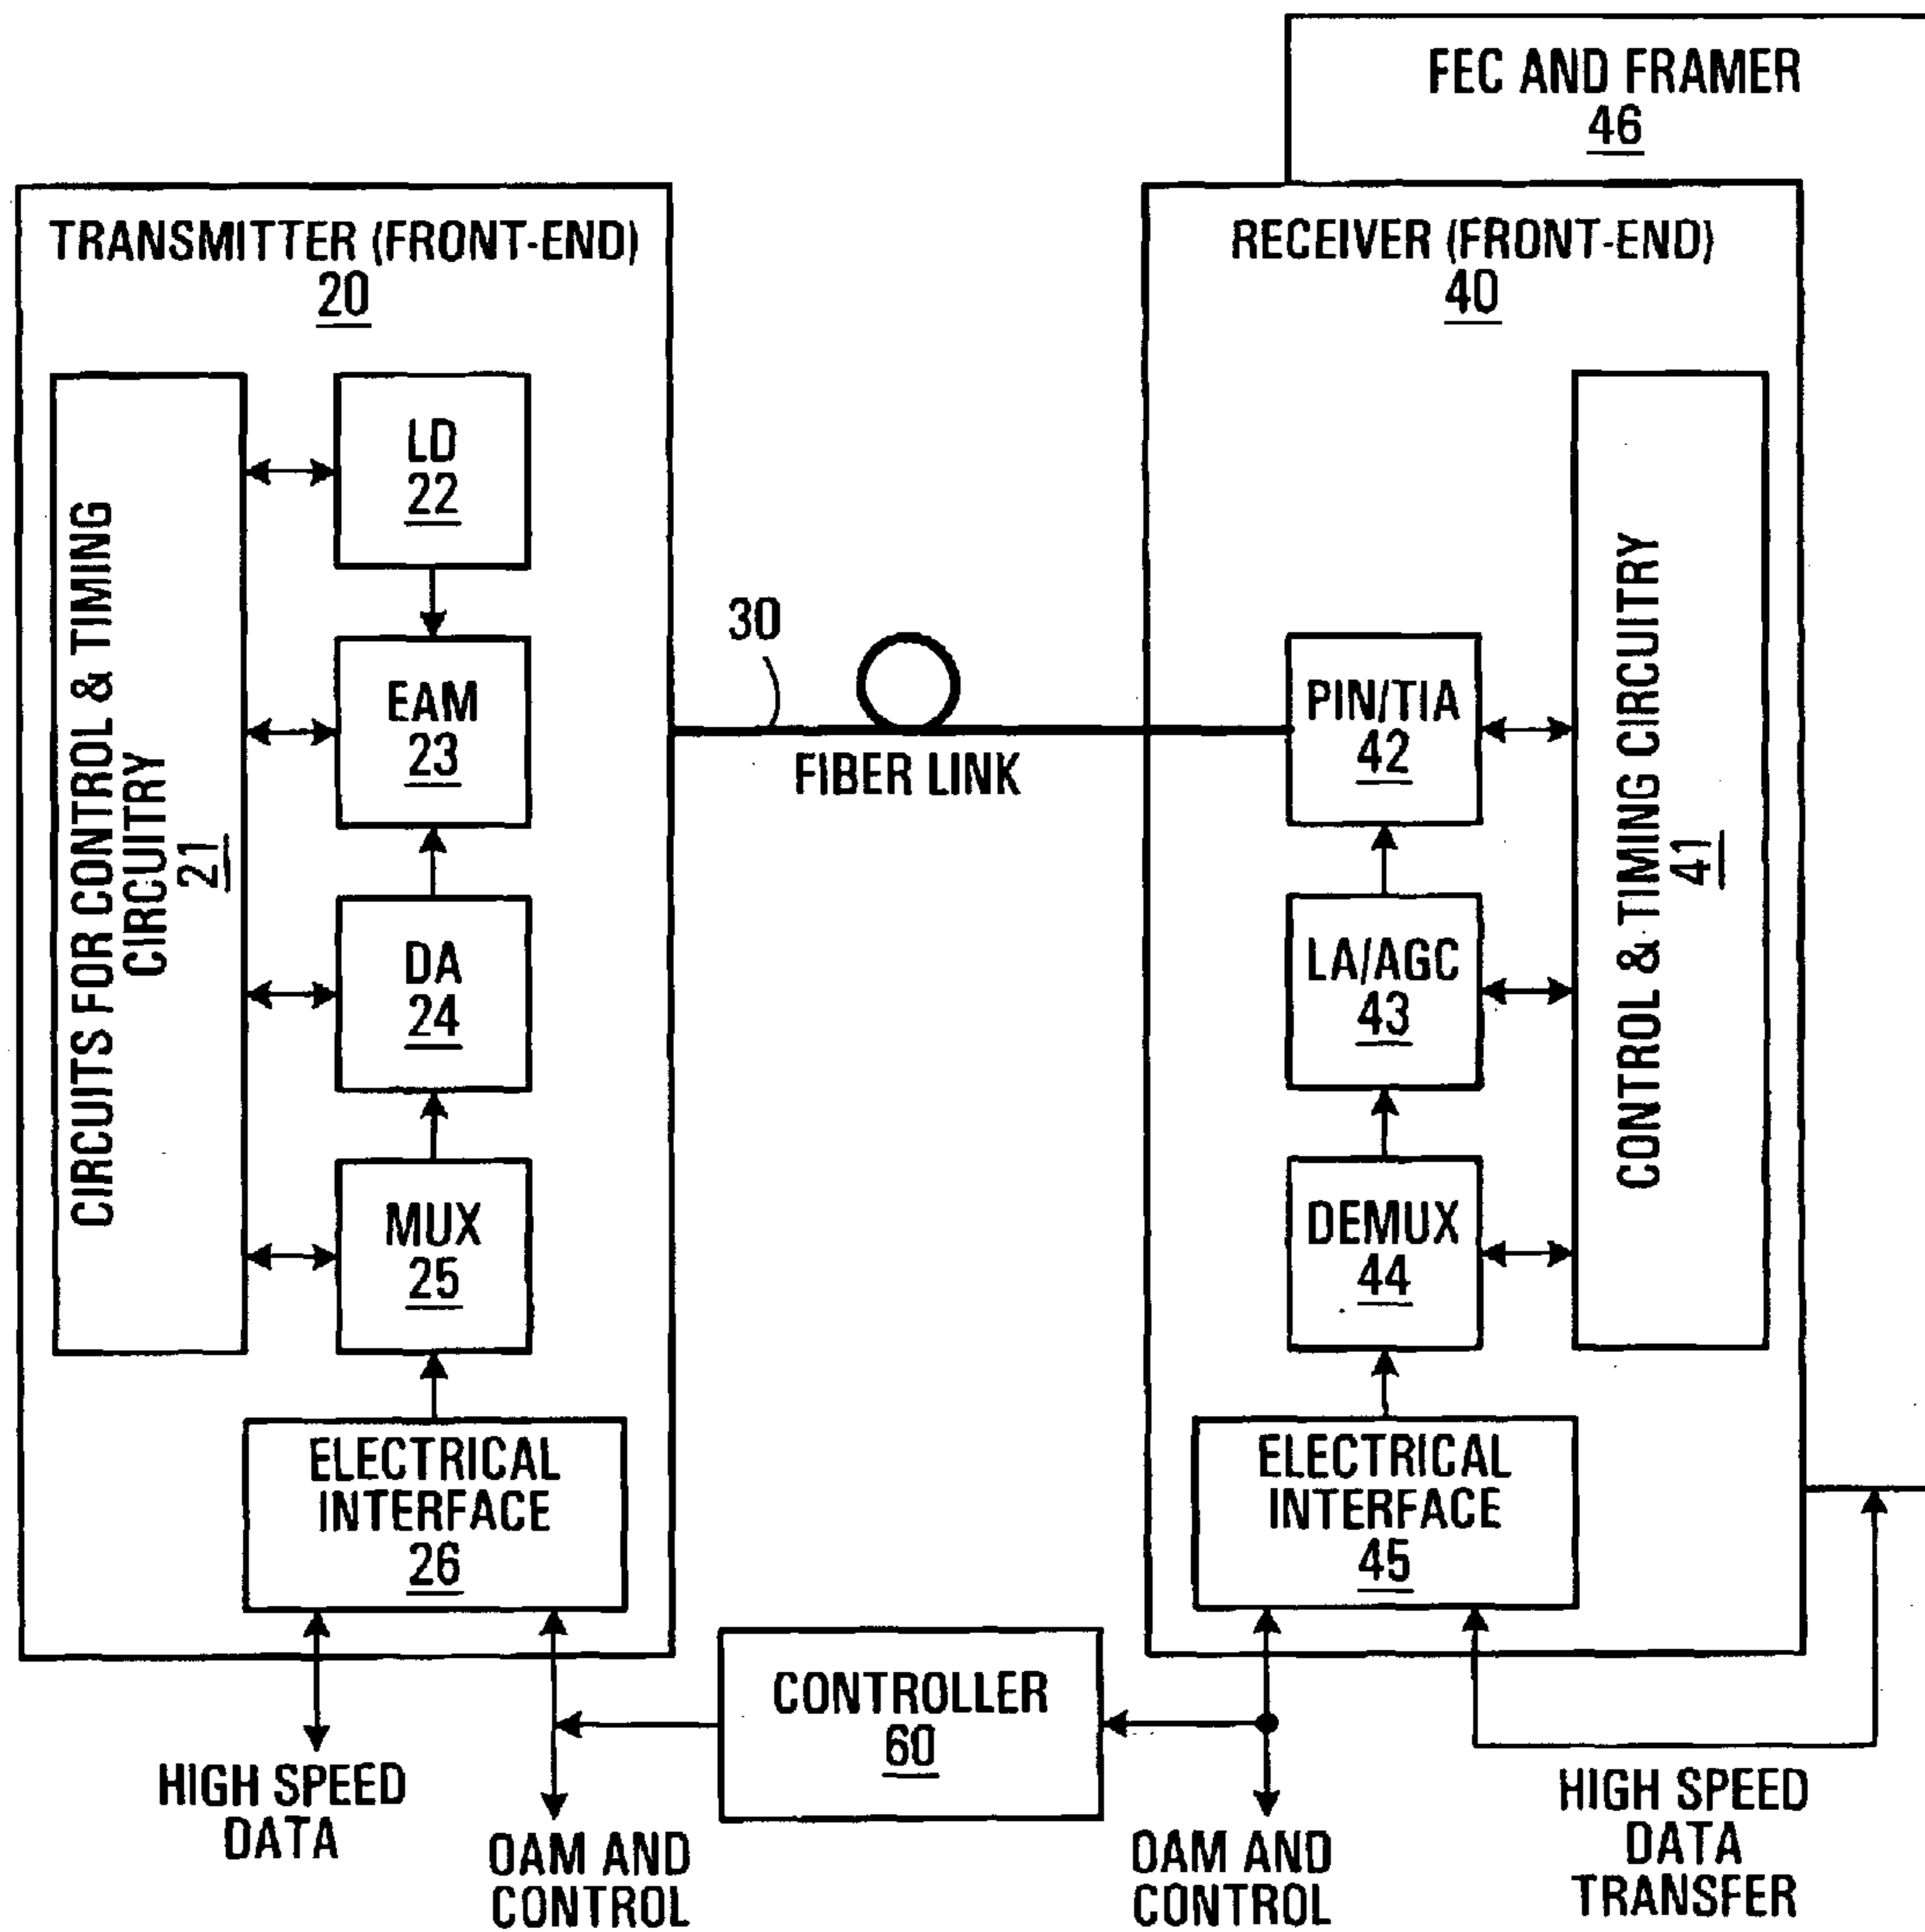 FEC AND FRAMER
46
TRANSMITTER (FRONT-END)
20
CIRCUITS FOR CONTROL & TIMING
CIRCUITRY
21
LD
22
EAM
23
DA
24
MUX
25
ELECTRICAL
INTERFACE
26
HIGH SPEED
DATA
OAM AND
CONTROL
30
FIBER LINK
CONTROLLER
60
RECEIVER (FRONT-END)
40
PIN/TIA
42
LA/AGC
43
DEMUX
44
CONTROL & TIMING CIRCUITRY
41
ELECTRICAL
INTERFACE
45
OAM AND
CONTROL
HIGH SPEED
DATA
TRANSFER